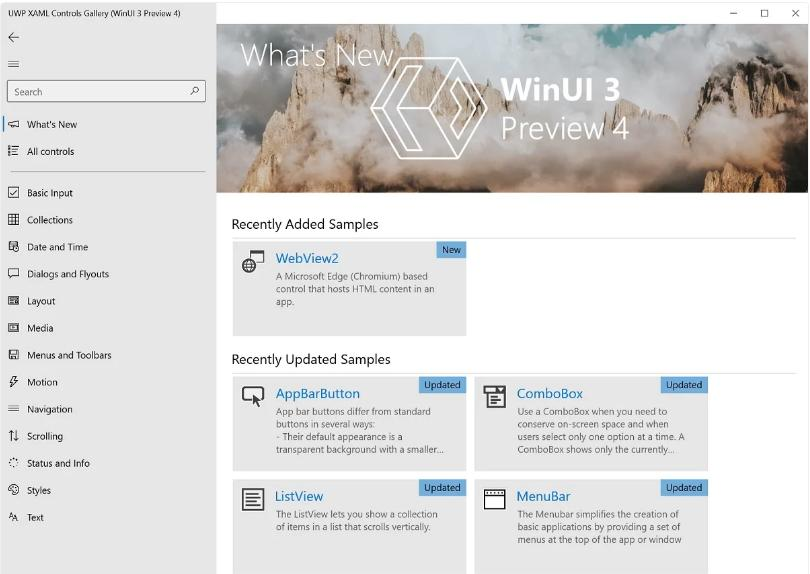 UWP XAML Controls Gallery (WinUI 3 Preview 4)
Search
What's New
All controls
Basic Input
Collections
Date and Time
Dialogs and Flyouts
Layout
Media
Menus and Toolbars
Motion
Navigation
Scrolling
Status and Info
Styles
Text
What's New
WinUI 3
Preview 4
Recently Added Samples
New
WebView2
A Microsoft Edge (Chromium) based
control that hosts HTML content in an
app.
Recently Updated Samples
Updated
AppBarButton
App bar buttons differ from standard
buttons in several ways:
- Their default appearance is a
transparent background with a smaller...
Updated
ComboBox
Use a ComboBox when you need to
conserve on-screen space and when
users select only one option at a time. A
ComboBox shows only the currently...
Updated
ListView
The ListView lets you show a collection
of items in a list that scrolls vertically.
Updated
MenuBar
The Menubar simplifies the creation of
basic applications by providing a set of
menus at the top of the app or window